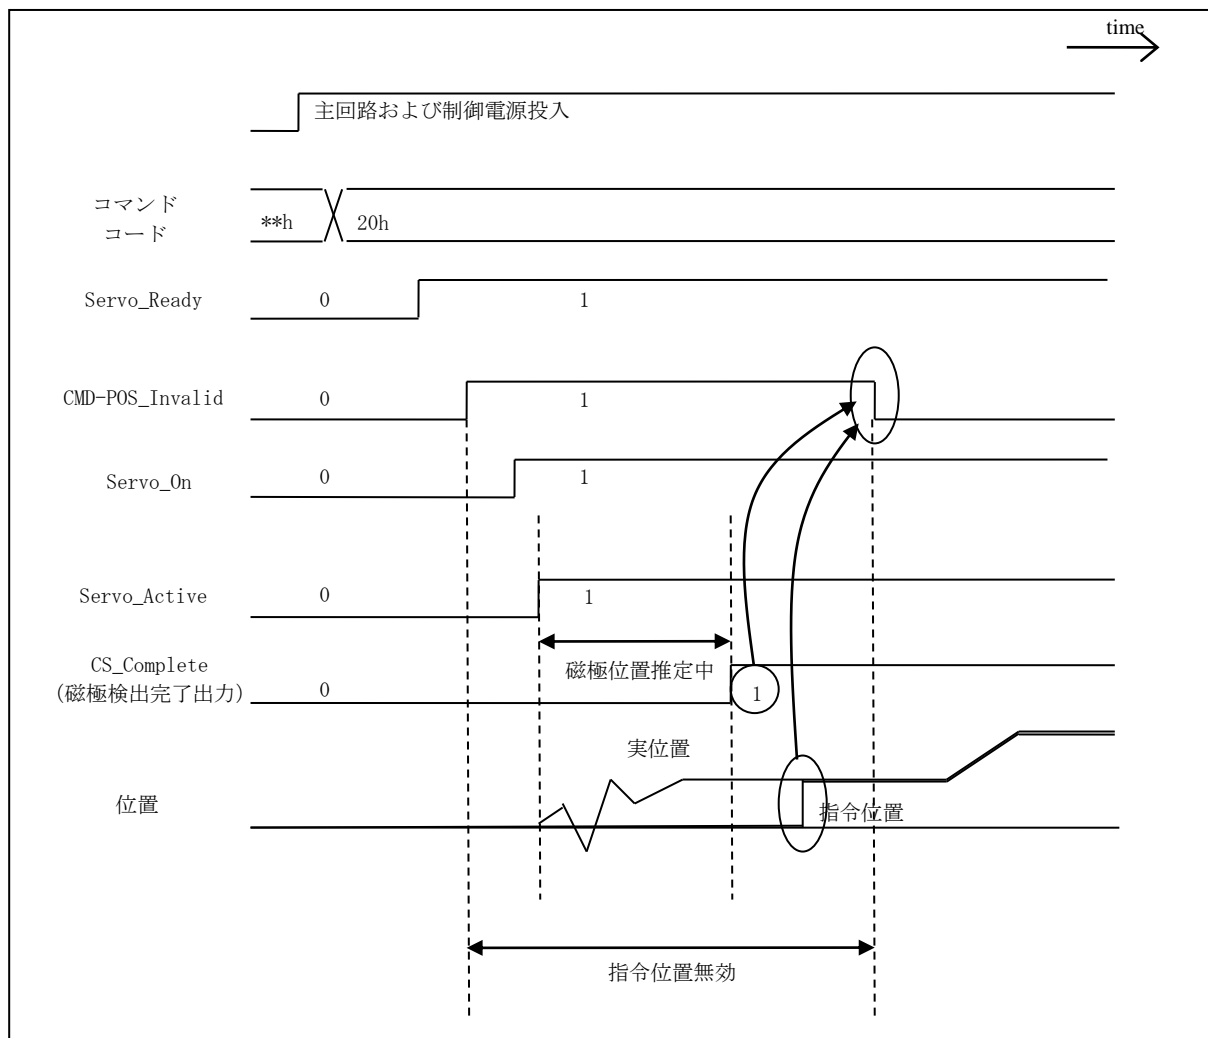 time
主回路および制御電源投入
コマンド
コード
**h
20h
Servo_Ready
0
1
CMD-POS_Invalid
0
1
Servo_On
0
1
Servo_Active
0
1
CS_Complete
(磁極検出完了出力)
0
磁極位置推定中
1
実位置
位置
指令位置
指令位置無効